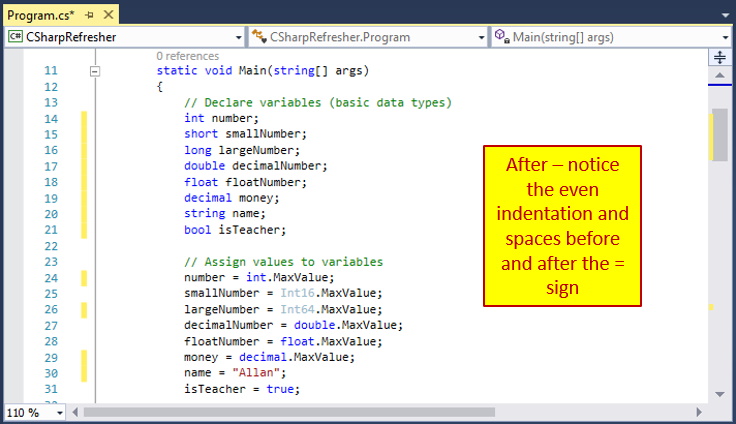 Program.cs*
C# CSharpRefresher
CSharpRefresher.Program
Main(string[] args)
0 references
11 static void Main(string[] args)
12 {
13 // Declare variables (basic data types)
14 int number;
15 short smallNumber;
16 long largeNumber;
17 double decimalNumber;
18 float floatNumber;
19 decimal money;
20 string name;
21 bool isTeacher;
22
23 // Assign values to variables
24 number = int.MaxValue;
25 smallNumber = Int16.MaxValue;
26 largeNumber = Int64.MaxValue;
27 decimalNumber = double.MaxValue;
28 floatNumber = float.MaxValue;
29 money = decimal.MaxValue;
30 name = "Allan";
31 isTeacher = true;
After – notice
the even
indentation and
spaces before
and after the =
sign
110 %